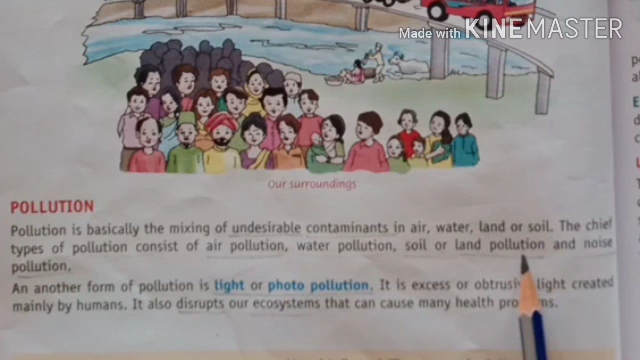 Made with KINEMASTER
Our surroundings
POLLUTION
Pollution is basically the mixing of undesirable contaminants in air, water, land or soil. The chief
types of pollution consist of air pollution, water pollution, soil or land pollution and noise
pollution.
An another form of pollution is light or photo pollution. It is excess or obtrusive light created
mainly by humans. It also disrupts our ecosystems that can cause many health problems.